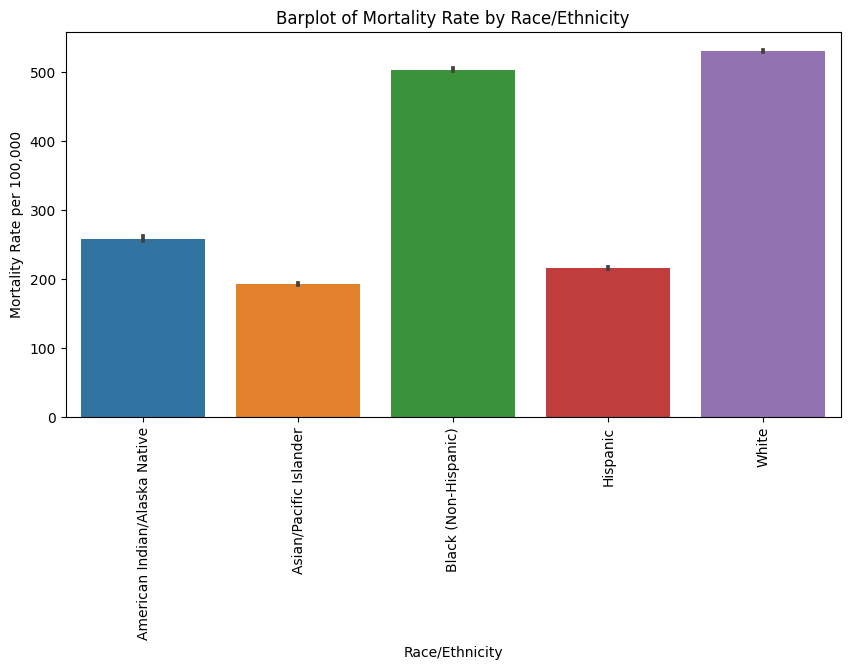 Barplot of Mortality Rate by Race/Ethnicity
Mortality Rate per 100,000
500
400
300
200
100
0
American Indian/Alaska Native
Asian/Pacific Islander
Black (Non-Hispanic)
Hispanic
White
Race/Ethnicity